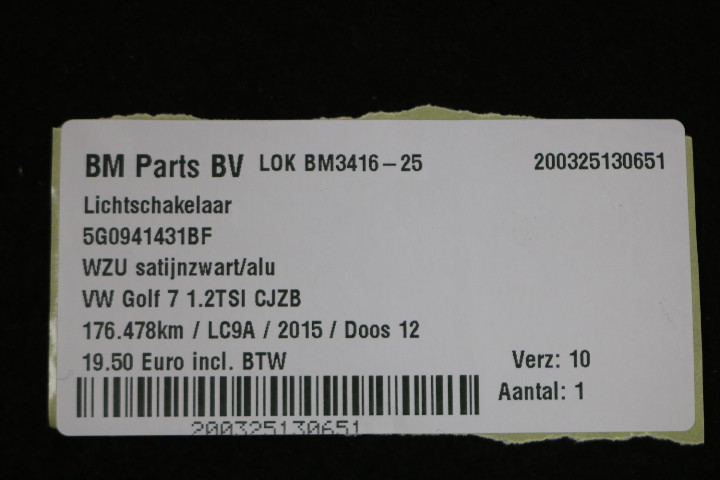 BM Parts BV LOK BM3416-25 200325130651
Lichtschakelaar
5G0941431BF
WZU satijnzwart/alu
VW Golf 7 1.2TSI CJZB
176.478km / LC9A / 2015 / Doos 12
19.50 Euro incl. BTW Verz: 10
Aantal: 1
200325130651